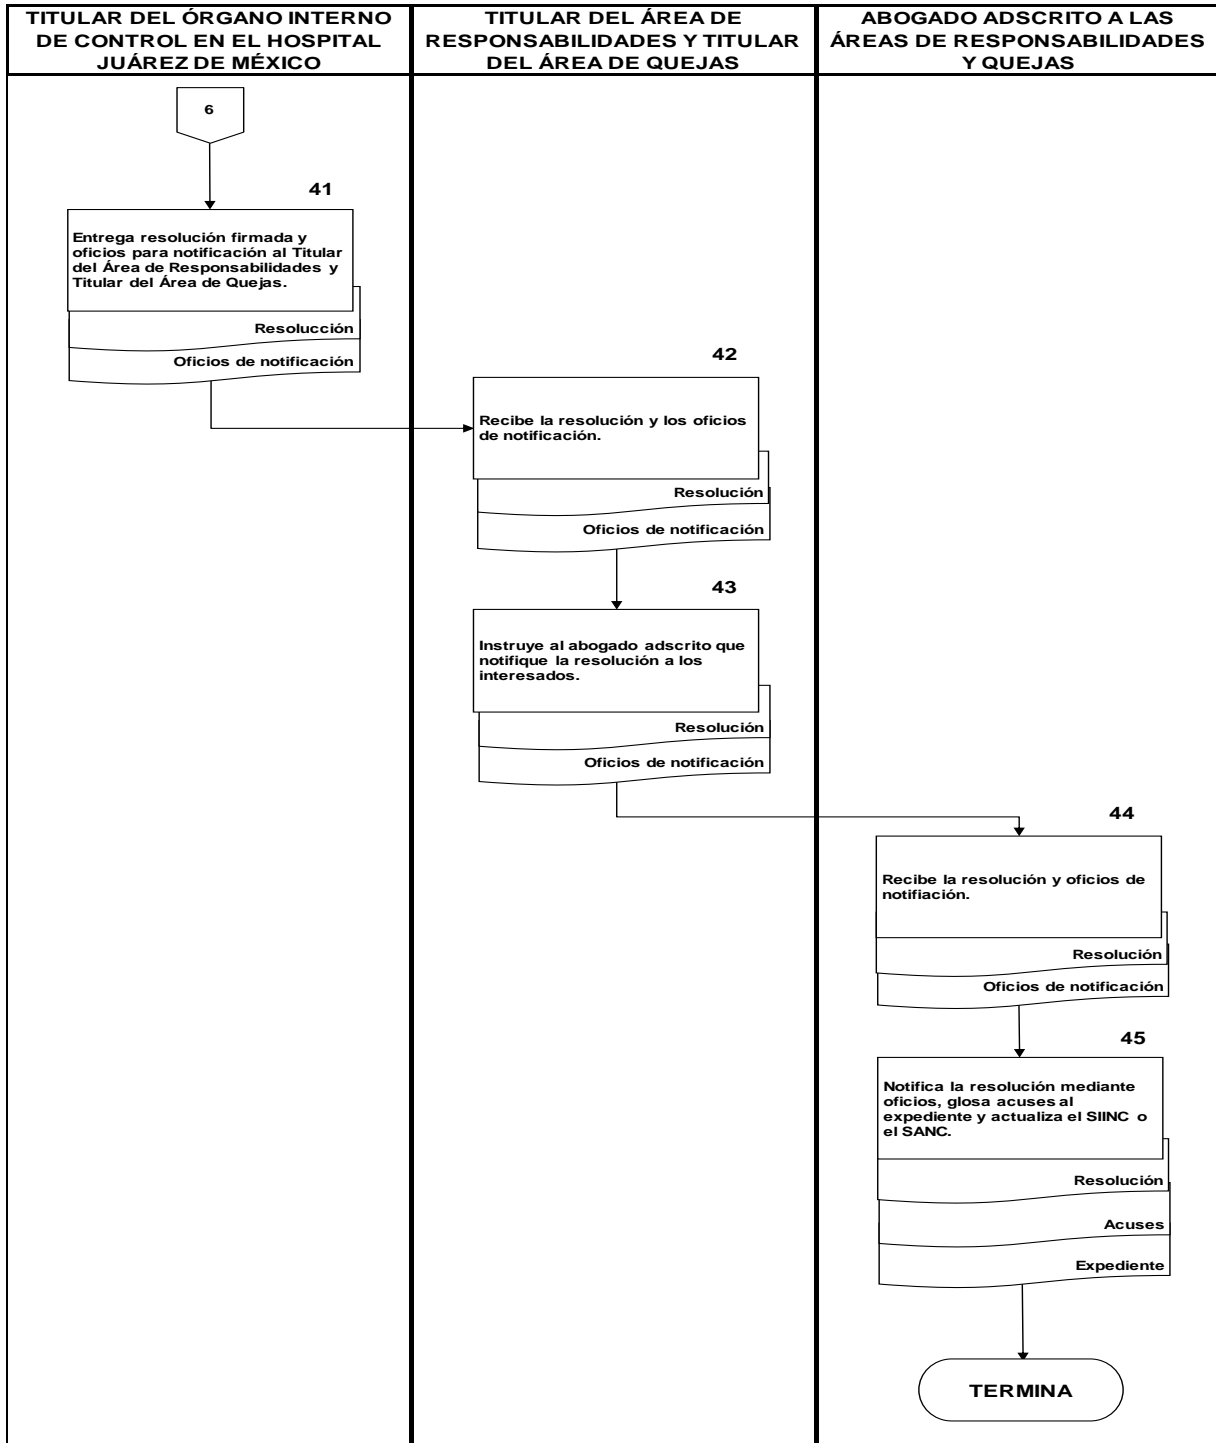 TITULAR DEL ÓRGANO INTERNO
DE CONTROL EN EL HOSPITAL
JUÁREZ DE MÉXICO
TITULAR DEL ÁREA DE
RESPONSABILIDADES Y TITULAR
DEL ÁREA DE QUEJAS
ABOGADO ADSCRITO A LAS
ÁREAS DE RESPONSABILIDADES
Y QUEJAS
6
41
Entrega resolución firmada y
oficios para notificación al Titular
del Área de Responsabilidades y
Titular del Área de Quejas.
Resolucción
Oficios de notificación
42
Recibe la resolución y los oficios
de notificación.
Resolución
Oficios de notificación
43
Instruye al abogado adscrito que
notifique la resolución a los
interesados.
Resolución
Oficios de notificación
44
Recibe la resolución y oficios de
notifiación.
Resolución
Oficios de notificación
45
Notifica la resolución mediante
oficios, glosa acuses al
expediente y actualiza el SIINC o
el SANC.
Resolución
Acuses
Expediente
TERMINA